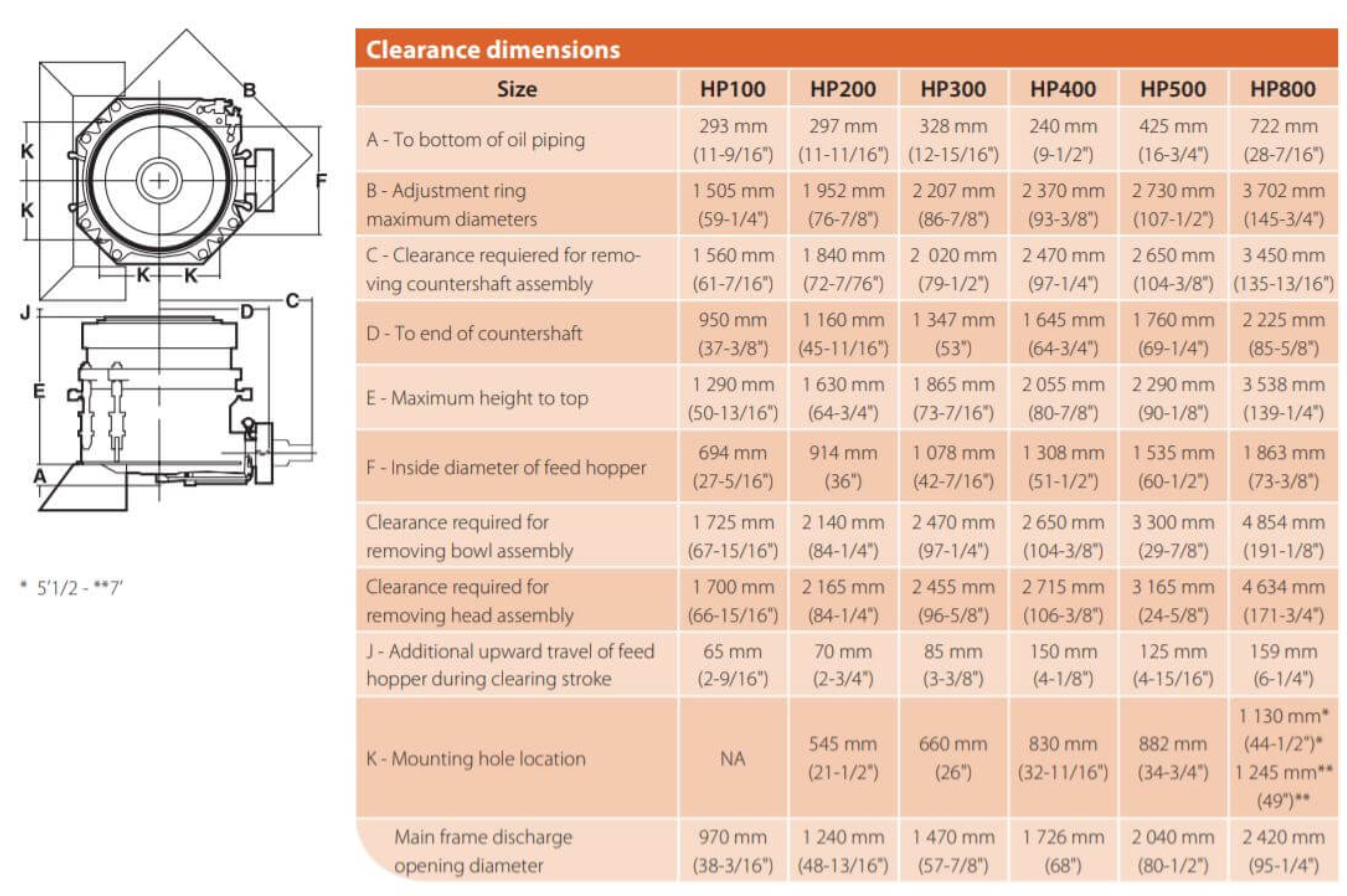 B
K
K
F
K
K
C
D
J
E
A
* 5'1/2 - **7'
Clearance dimensions
Size HP100 HP200 HP300 HP400 HP500 HP800
A - To bottom of oil piping 293 mm 297 mm 328 mm 240 mm 425 mm 722 mm
(11-9/16") (11-11/16") (12-15/16") (9-1/2") (16-3/4") (28-7/16")
B - Adjustment ring 1 505 mm 1 952 mm 2 207 mm 2 370 mm 2 730 mm 3 702 mm
maximum diameters (59-1/4") (76-7/8") (86-7/8") (93-3/8") (107-1/2") (145-3/4")
C - Clearance requiered for remo- 1 560 mm 1 840 mm 2 020 mm 2 470 mm 2 650 mm 3 450 mm
ving countershaft assembly (61-7/16") (72-7/76") (79-1/2") (97-1/4") (104-3/8") (135-13/16")
D - To end of countershaft 950 mm 1 160 mm 1 347 mm 1 645 mm 1 760 mm 2 225 mm
(37-3/8") (45-11/16") (53") (64-3/4") (69-1/4") (85-5/8")
E - Maximum height to top 1 290 mm 1 630 mm 1 865 mm 2 055 mm 2 290 mm 3 538 mm
(50-13/16") (64-3/4") (73-7/16") (80-7/8") (90-1/8") (139-1/4")
F - Inside diameter of feed hopper 694 mm 914 mm 1 078 mm 1 308 mm 1 535 mm 1 863 mm
(27-5/16") (36") (42-7/16") (51-1/2") (60-1/2") (73-3/8")
Clearance required for 1 725 mm 2 140 mm 2 470 mm 2 650 mm 3 300 mm 4 854 mm
removing bowl assembly (67-15/16") (84-1/4") (97-1/4") (104-3/8") (29-7/8") (191-1/8")
Clearance required for 1 700 mm 2 165 mm 2 455 mm 2 715 mm 3 165 mm 4 634 mm
removing head assembly (66-15/16") (84-1/4") (96-5/8") (106-3/8") (24-5/8") (171-3/4")
J - Additional upward travel of feed 65 mm 70 mm 85 mm 150 mm 125 mm 159 mm
hopper during clearing stroke (2-9/16") (2-3/4") (3-3/8") (4-1/8") (4-15/16") (6-1/4")
K - Mounting hole location NA 545 mm 660 mm 830 mm 882 mm 1 130 mm*
(21-1/2") (26") (32-11/16") (34-3/4") (44-1/2")*
1 245 mm**
(49")**
Main frame discharge 970 mm 1 240 mm 1 470 mm 1 726 mm 2 040 mm 2 420 mm
opening diameter (38-3/16") (48-13/16") (57-7/8") (68") (80-1/2") (95-1/4")